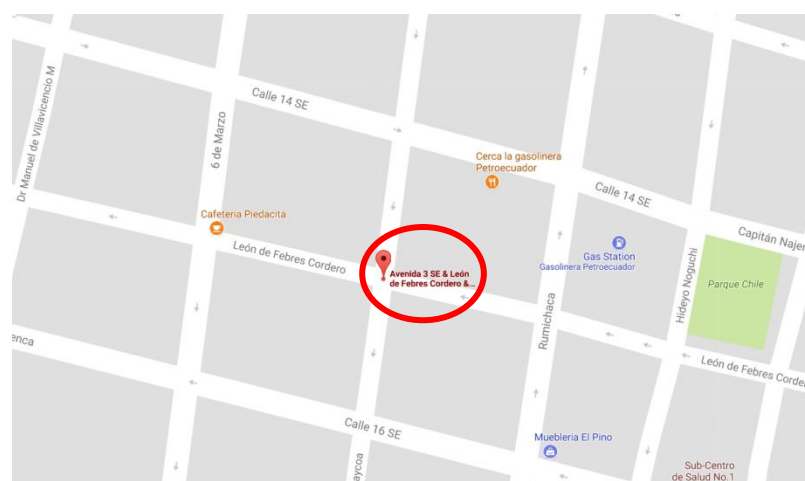 Dr Manuel de Villavicencio M
6 de Marzo
Calle 14 SE
Cerca la gasolinera
Petroecuador
Calle 14 SE
Cafeteria Piedacita
León de Febres Cordero
Avenida 3 SE & León
de Febres Cordero &...
Gas Station
Gasolinera Petroecuador
Capitán Najer
Hideyo Noguchi
Parque Chile
Rumichaca
León de Febres Corde
enca
Calle 16 SE
aycoa
Muebleria El Pino
Sub-Centro
de Salud No.1